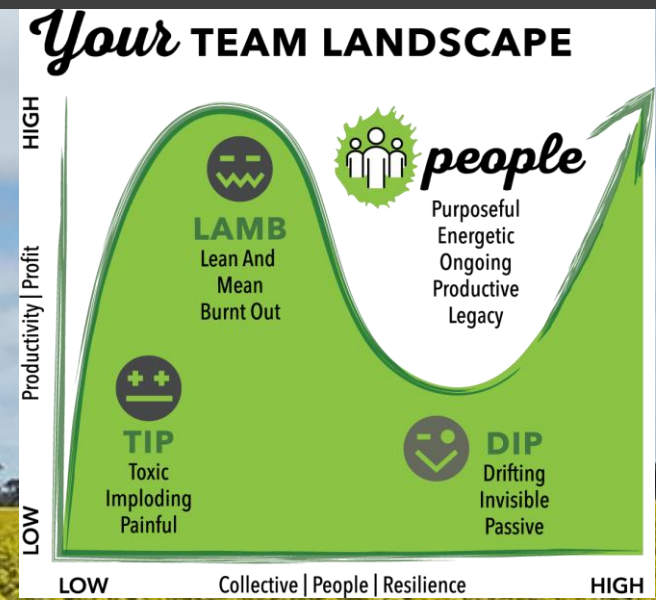 Your TEAM LANDSCAPE
HIGH
Productivity | Profit
LOW
LAMB
Lean And
Mean
Burnt Out
people
Purposeful
Energetic
Ongoing
Productive
Legacy
TIP
Toxic
Imploding
Painful
DIP
Drifting
Invisible
Passive
LOW
Collective | People | Resilience
HIGH